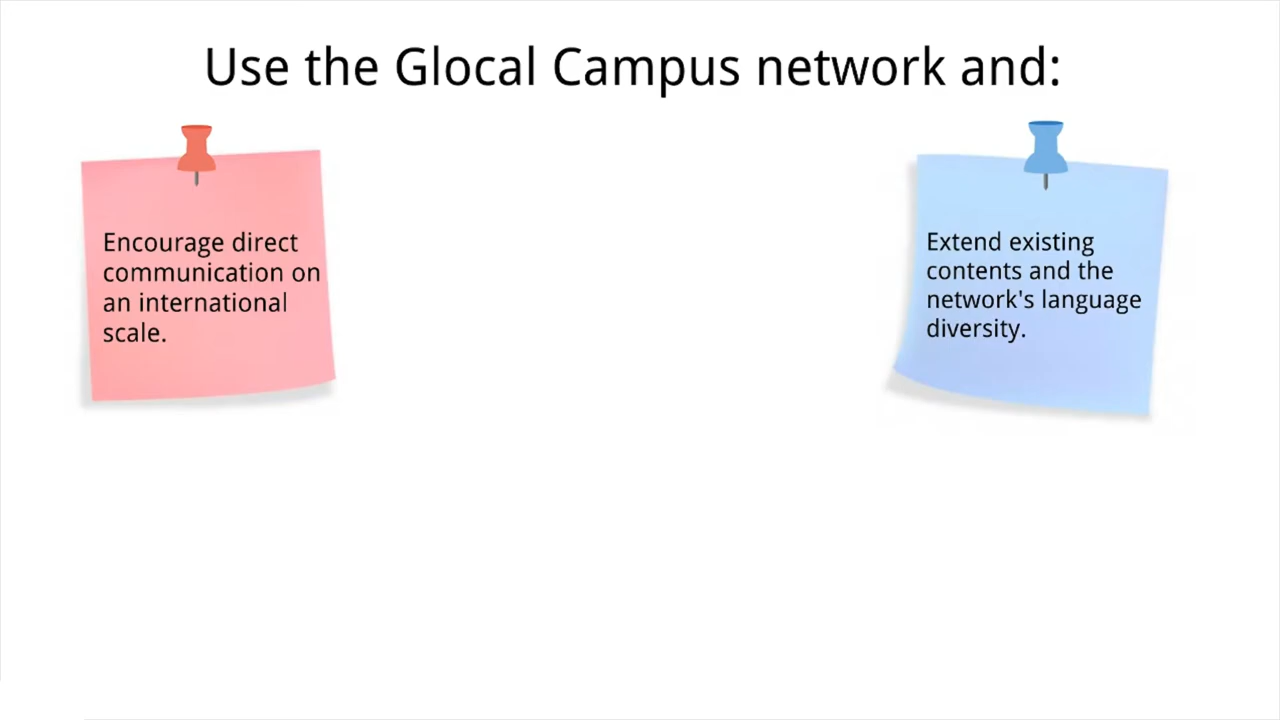 Use the Glocal Campus network and:
Encourage direct
communication on
an international
scale.
Extend existing
contents and the
network's language
diversity.